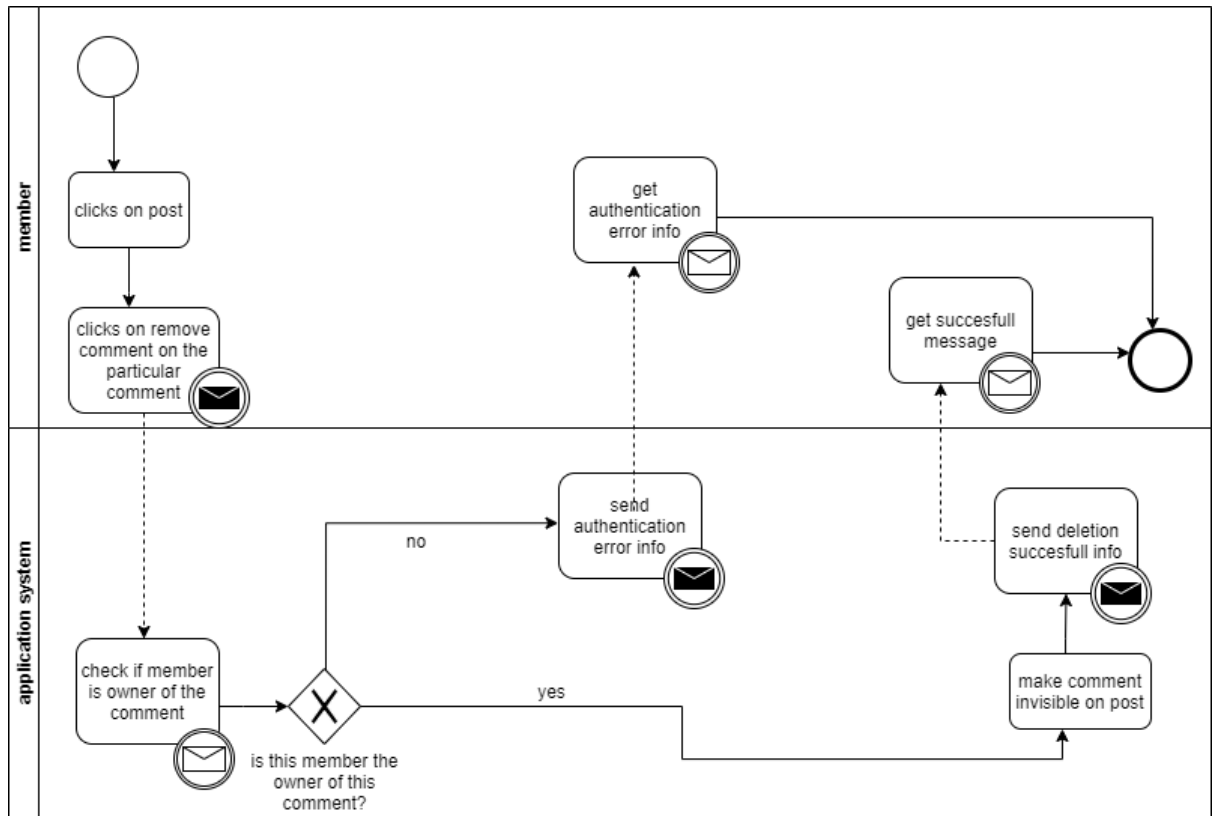 member
clicks on post
clicks on remove
comment on the
particular
comment
get
authentication
error info
get succesfull
message
application system
check if member
is owner of the
comment
is this member the
owner of this
comment?
no
yes
send
authentication
error info
send deletion
succesfull info
make comment
invisible on post